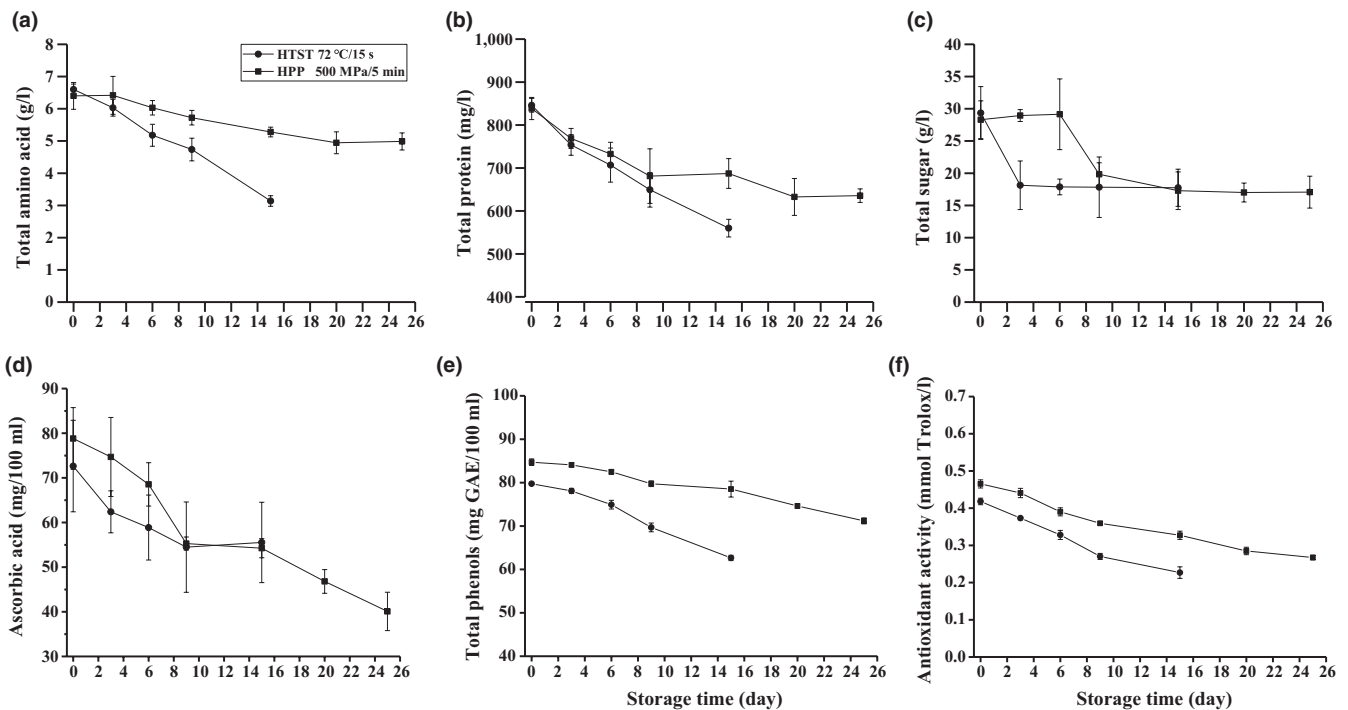 (a)
Total amino acid (g/l)
8
7
6
5
4
3
2
1
0
0 2 4 6 8 10 12 14 16 18 20 22 24 26
HTST 72 °C/15 s
HPP 500 MPa/5 min
(b)
Total protein (mg/l)
1,000
900
800
700
600
500
400
0 2 4 6 8 10 12 14 16 18 20 22 24 26
(c)
Total sugar (g/l)
40
35
30
25
20
15
10
5
0
0 2 4 6 8 10 12 14 16 18 20 22 24 26
(d)
Ascorbic acid (mg/100 ml)
90
80
70
60
50
40
30
0 2 4 6 8 10 12 14 16 18 20 22 24 26
(e)
Total phenols (mg GAE/100 ml)
100
90
80
70
60
50
40
0 2 4 6 8 10 12 14 16 18 20 22 24 26
Storage time (day)
(f)
Antioxidant activity (mmol Trolox/l)
0.7
0.6
0.5
0.4
0.3
0.2
0.1
0.0
0 2 4 6 8 10 12 14 16 18 20 22 24 26
Storage time (day)